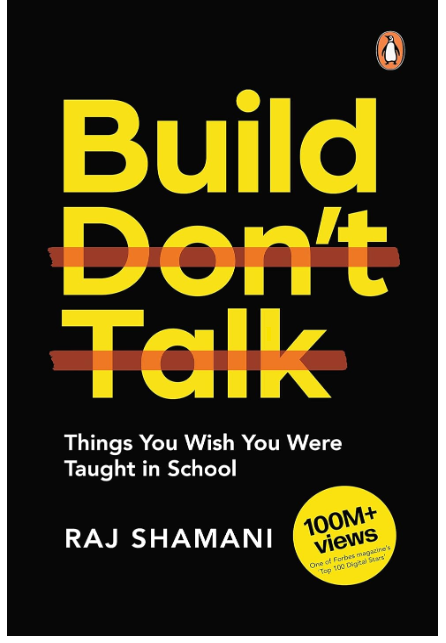 Build
Don't
Talk
Things You Wish You Were
Taught in School
RAJ SHAMANI
100M+
views
One of Forbes magazine's
Top 100 Digital Stars'